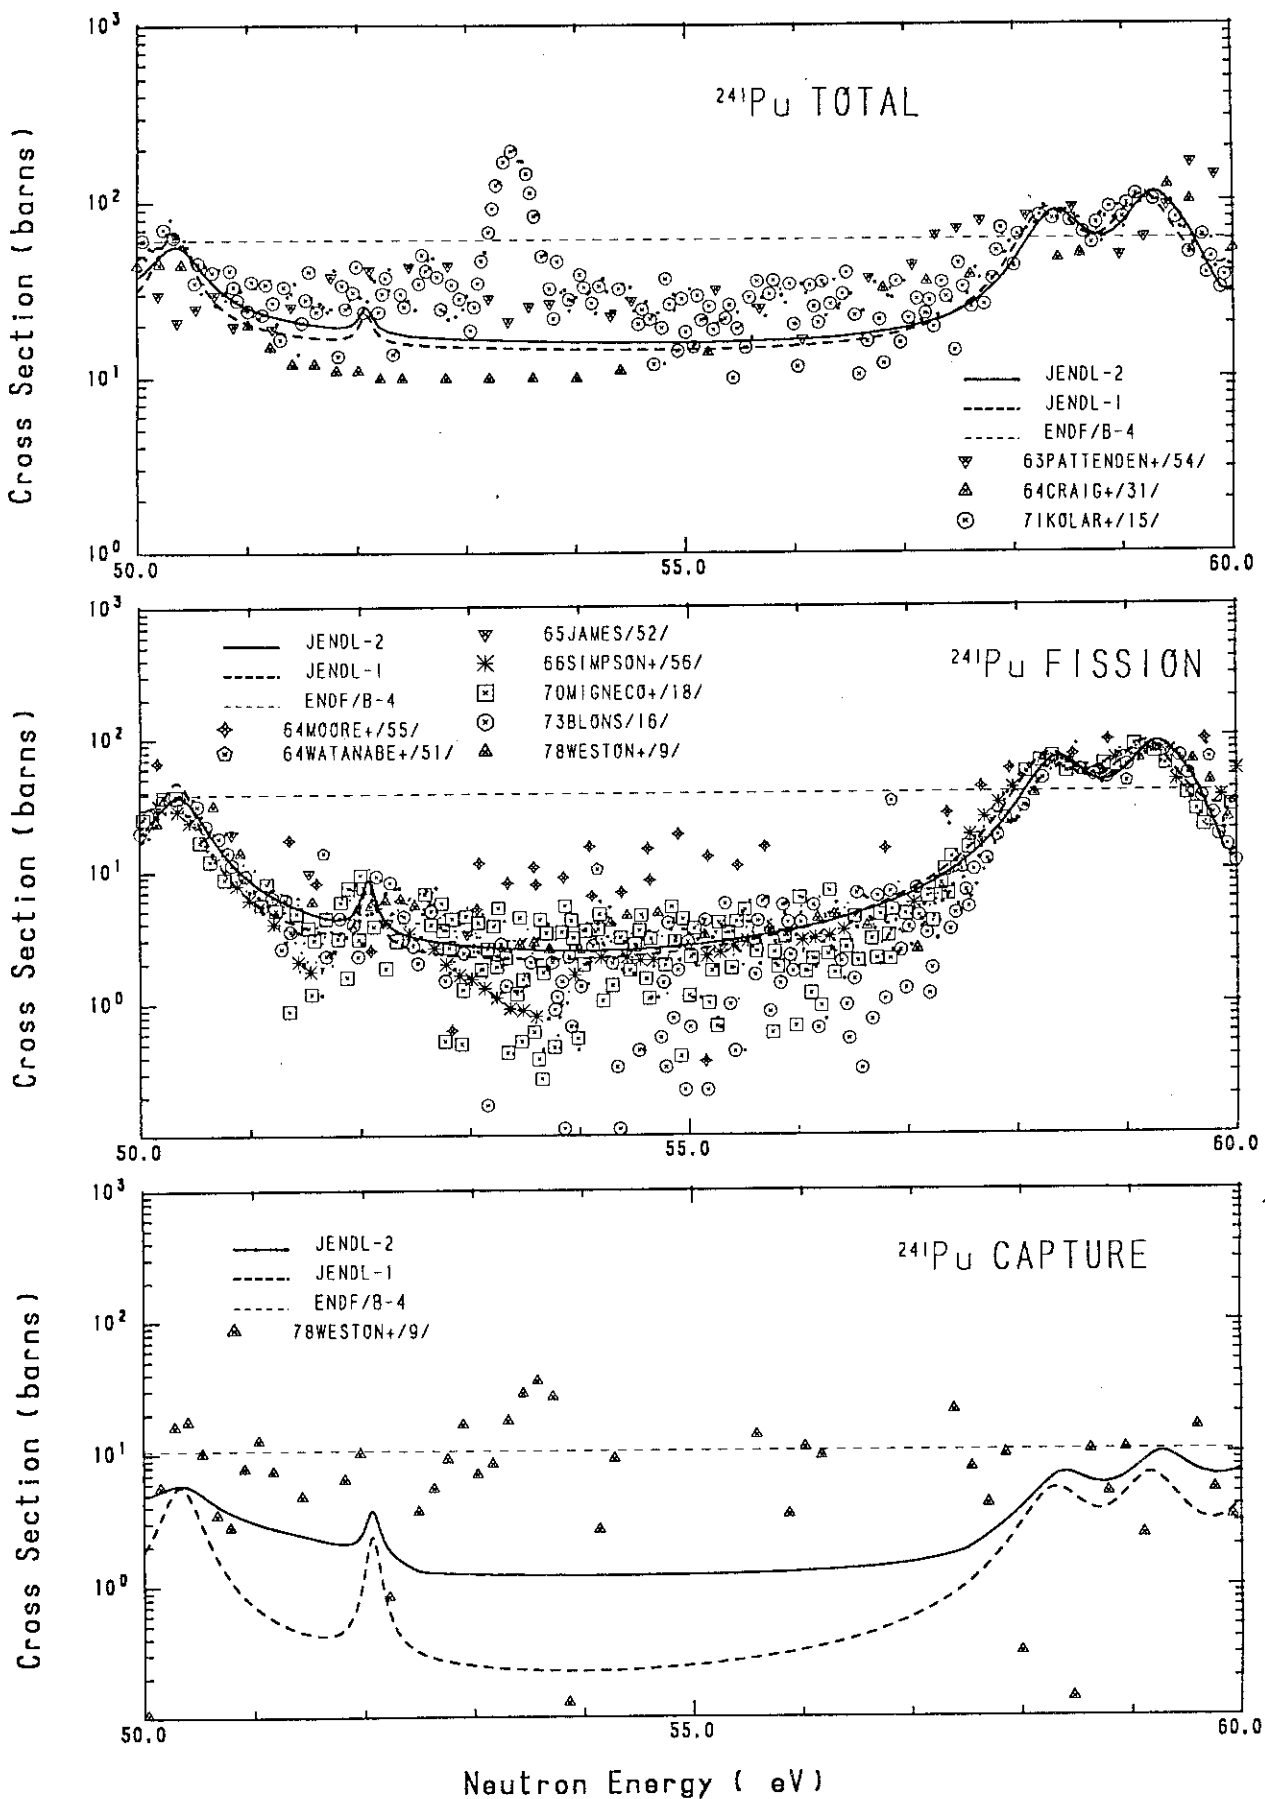 Cross Section (barns)
10³
10²
10¹
10⁰
²⁴¹Pu TOTAL
JENDL-2
JENDL-1
ENDF/B-4
63PATTENDEN+/54/
64CRAIG+/31/
71KOLAR+/15/
50.0 55.0 60.0
Cross Section (barns)
10³
10²
10¹
10⁰
²⁴¹Pu FISSION
JENDL-2
JENDL-1
ENDF/B-4
64MOORE+/55/
64WATANABE+/51/
65JAMES/52/
66SIMPSON+/56/
70MIGNECO+/18/
73BLONS/16/
78WESTON+/9/
50.0 55.0 60.0
Cross Section (barns)
10³
10²
10¹
10⁰
²⁴¹Pu CAPTURE
JENDL-2
JENDL-1
ENDF/B-4
78WESTON+/9/
50.0 55.0 60.0
Neutron Energy ( eV)